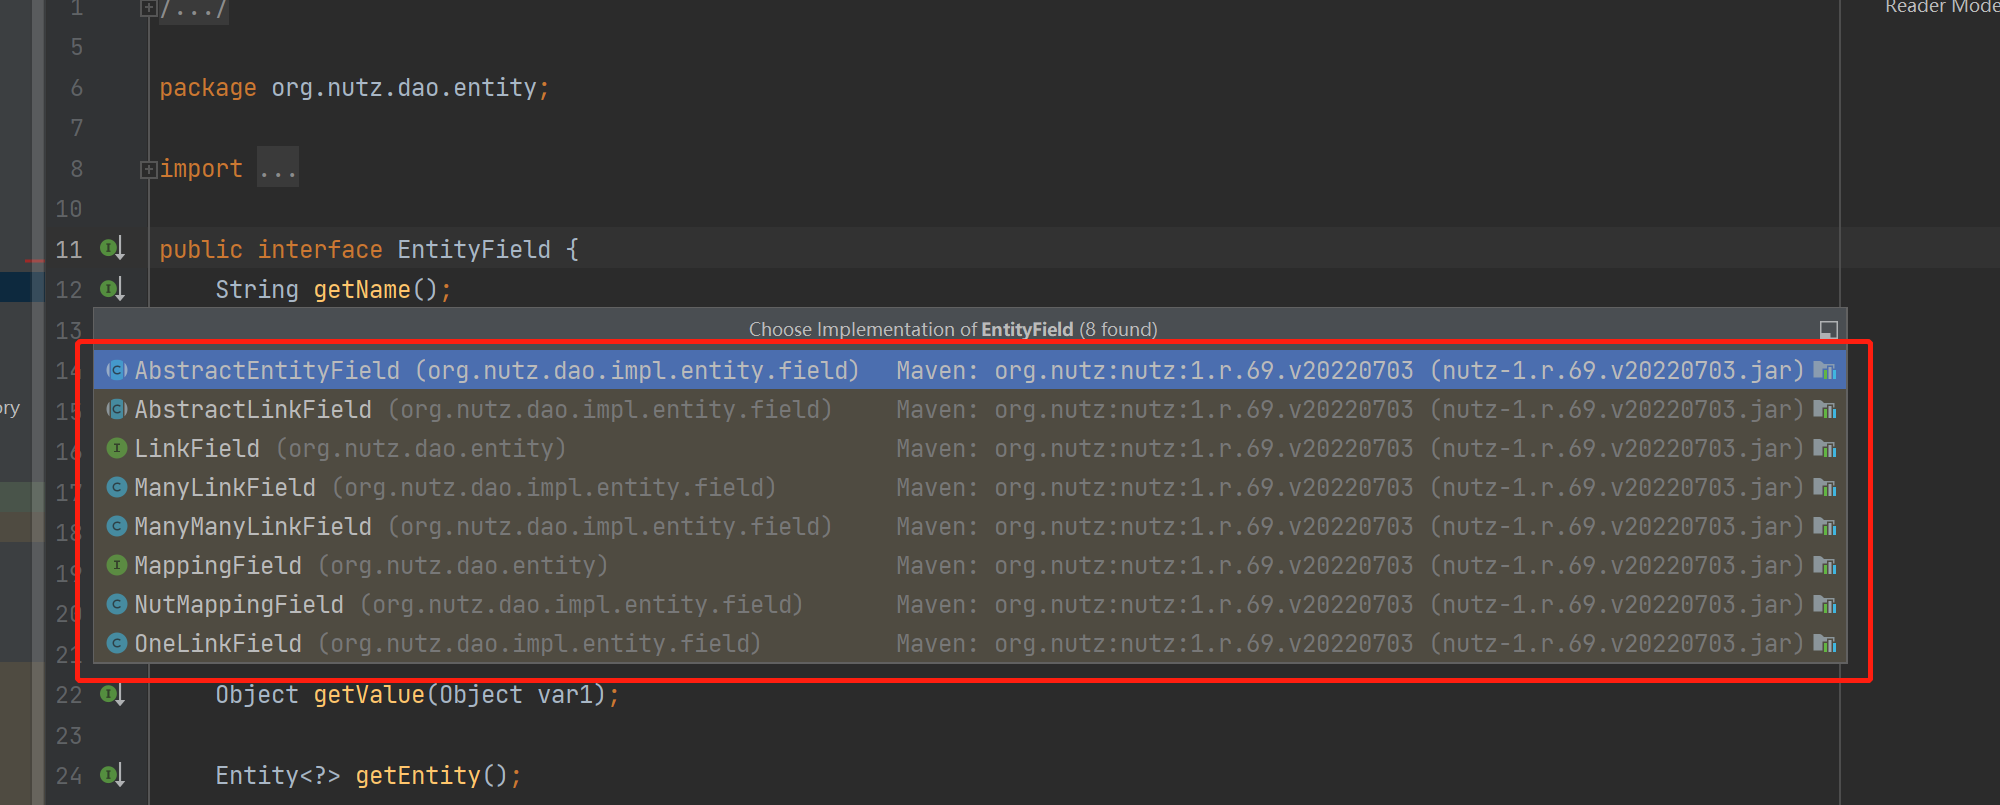 1 /.../
Reader Mode
5
6 package org.nutz.dao.entity;
7
8 import ...
10
11 public interface EntityField {
12 String getName();
13 Choose Implementation of EntityField (8 found)
14 AbstractEntityField (org.nutz.dao.impl.entity.field) Maven: org.nutz:nutz:1.r.69.v20220703 (nutz-1.r.69.v20220703.jar)
ory 15 AbstractLinkField (org.nutz.dao.impl.entity.field) Maven: org.nutz:nutz:1.r.69.v20220703 (nutz-1.r.69.v20220703.jar)
16 LinkField (org.nutz.dao.entity) Maven: org.nutz:nutz:1.r.69.v20220703 (nutz-1.r.69.v20220703.jar)
17 ManyLinkField (org.nutz.dao.impl.entity.field) Maven: org.nutz:nutz:1.r.69.v20220703 (nutz-1.r.69.v20220703.jar)
18 ManyManyLinkField (org.nutz.dao.impl.entity.field) Maven: org.nutz:nutz:1.r.69.v20220703 (nutz-1.r.69.v20220703.jar)
19 MappingField (org.nutz.dao.entity) Maven: org.nutz:nutz:1.r.69.v20220703 (nutz-1.r.69.v20220703.jar)
20 NutMappingField (org.nutz.dao.impl.entity.field) Maven: org.nutz:nutz:1.r.69.v20220703 (nutz-1.r.69.v20220703.jar)
21 OneLinkField (org.nutz.dao.impl.entity.field) Maven: org.nutz:nutz:1.r.69.v20220703 (nutz-1.r.69.v20220703.jar)
22 Object getValue(Object var1);
23
24 Entity<?> getEntity();